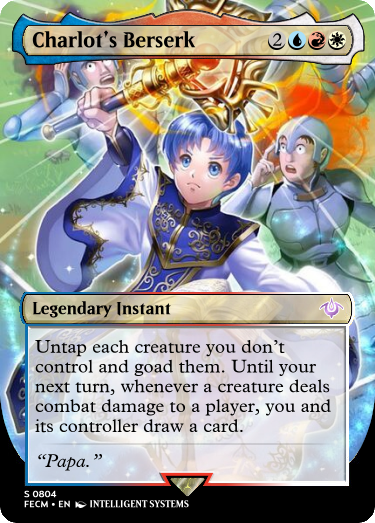 Charlot's Berserk 2
Legendary Instant
Untap each creature you don't
control and goad them. Until your
next turn, whenever a creature deals
combat damage to a player, you and
its controller draw a card.
“Papa.”
S 0804
FECM • EN INTELLIGENT SYSTEMS